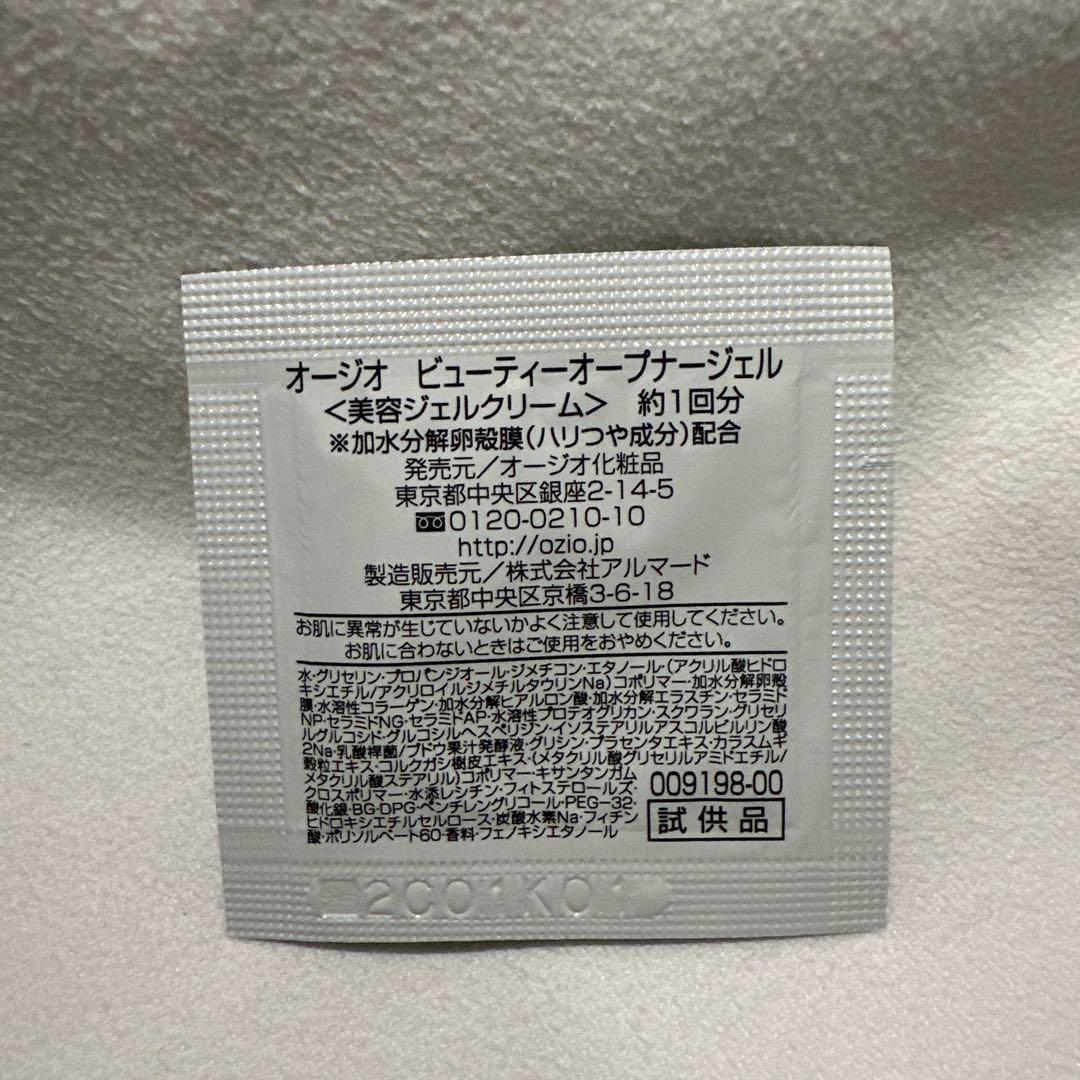 オージオ ビューティーオープナージェル
<美容ジェルクリーム> 約1回分
※加水分解卵殻膜(ハリつや成分)配合
発売元/オージオ化粧品
東京都中央区銀座2-14-5
0120-0210-10
http://ozio.jp
製造販売元/株式会社アルマード
東京都中央区京橋3-6-18
お肌に異常が生じていないかよく注意して使用してください。
お肌に合わないときはご使用をおやめください。
水・グリセリン・プロパンジオール・ジメチコン・エタノール・(アクリル酸ヒドロ
キシエチル/アクリロイルジメチルタウリンNa)コポリマー・加水分解卵殻
膜・水溶性コラーゲン・加水分解ヒアルロン酸・加水分解エラスチン・セラミド
NP・セラミドNG・セラミドAP・水溶性プロテオグリカン・スクワラン・グリセリ
ルグルコシド・グルコシルヘスペリジン・イソステアリルアスコルビルリン酸
2Na・乳酸桿菌/ブドウ果汁発酵液・グリシン・プラセンタエキス・カラスムギ
穀粒エキス・コルクガシ樹皮エキス・(メタクリル酸グリセリルアミドエチル/
メタクリル酸ステアリル)コポリマー・キサンタンガム
クロスポリマー・水添レシチン・フィトステロールズ・
酸化銀・BG・DPG・ペンチレングリコール・PEG-32・
ヒドロキシエチルセルロース・炭酸水素Na・フィチン
酸・ポリソルベート60・香料・フェノキシエタノール
009198-00
試供品
2C01K01